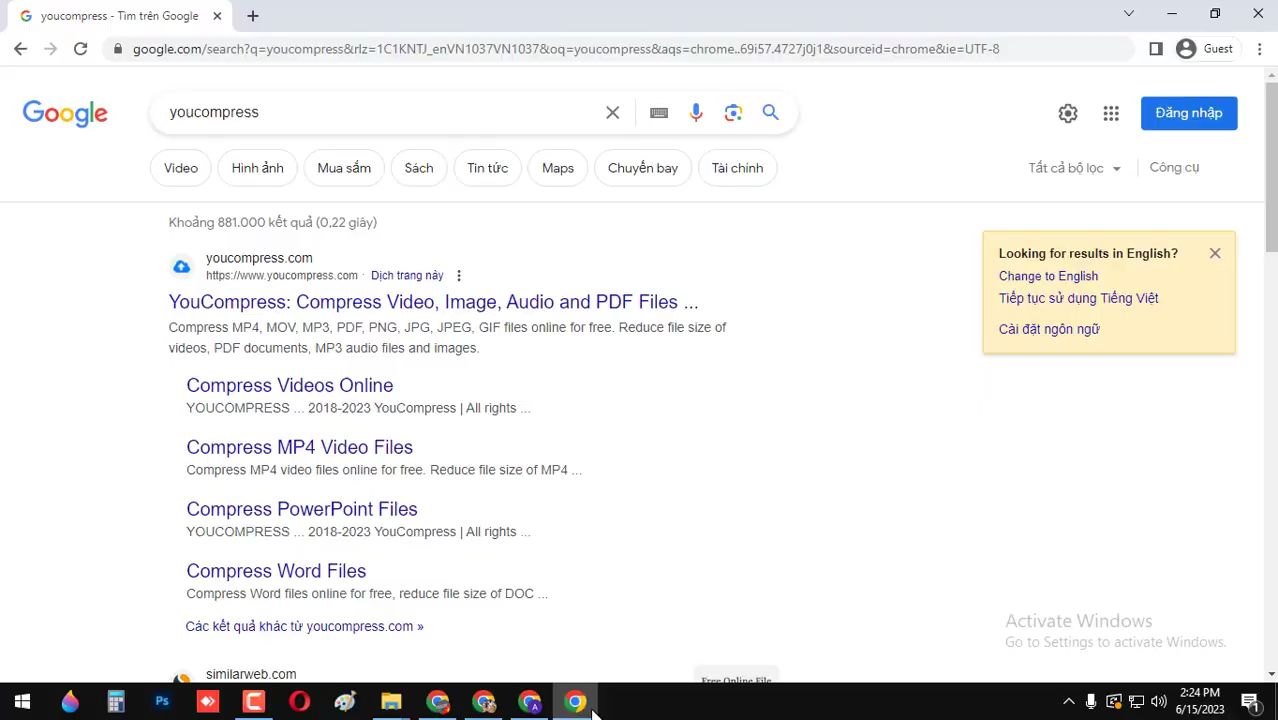 youcompress - Tìm trên Google
google.com/search?q=youcompress&rlz=1C1KNTJ_enVN1037VN1037&oq=youcompress&aqs=chrome..69i57.4727j0j1&sourceid=chrome&ie=UTF-8
Guest
Google
youcompress
Đăng nhập
Video
Hình ảnh
Mua sắm
Sách
Tin tức
Maps
Chuyến bay
Tài chính
Tất cả bộ lọc
Công cụ
Khoảng 881.000 kết quả (0,22 giây)
youcompress.com
https://www.youcompress.com · Dịch trang này
YouCompress: Compress Video, Image, Audio and PDF Files ...
Compress MP4, MOV, MP3, PDF, PNG, JPG, JPEG, GIF files online for free. Reduce file size of
videos, PDF documents, MP3 audio files and images.
Compress Videos Online
YOUCOMPRESS ... 2018-2023 YouCompress | All rights ...
Compress MP4 Video Files
Compress MP4 video files online for free. Reduce file size of MP4 ...
Compress PowerPoint Files
YOUCOMPRESS ... 2018-2023 YouCompress | All rights ...
Compress Word Files
Compress Word files online for free, reduce file size of DOC ...
Các kết quả khác từ youcompress.com »
similarweb.com
Free Online File
Looking for results in English?
Change to English
Tiếp tục sử dụng Tiếng Việt
Cài đặt ngôn ngữ
Activate Windows
Go to Settings to activate Windows.
Ps
A
2:24 PM
6/15/2023
1